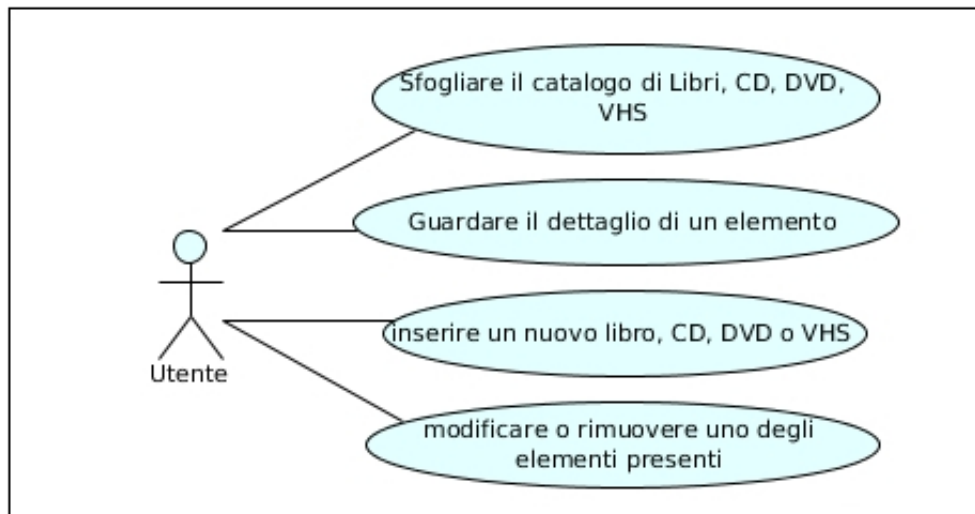 Sfogliare il catalogo di Libri, CD, DVD,
VHS
Guardare il dettaglio di un elemento
inserire un nuovo libro, CD, DVD o VHS
Utente
modificare o rimuovere uno degli
elementi presenti